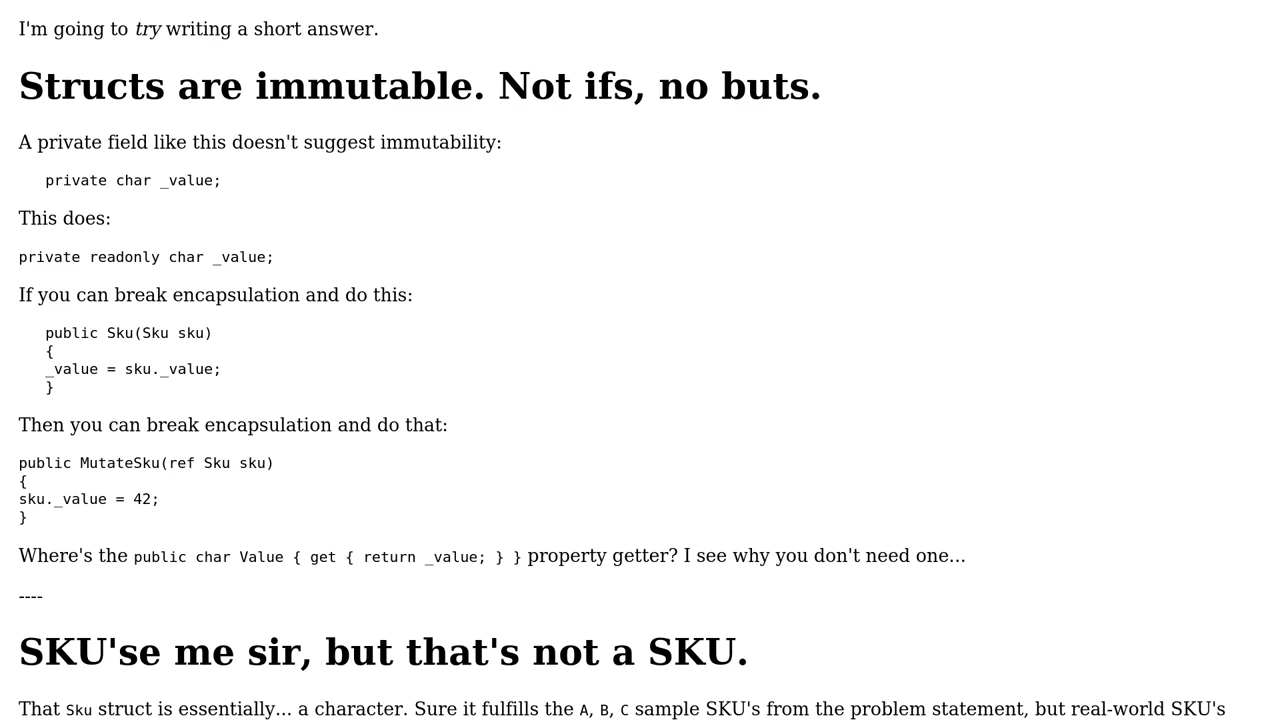 I'm going to try writing a short answer.
Structs are immutable. Not ifs, no buts.
A private field like this doesn't suggest immutability:
private char _value;
This does:
private readonly char _value;
If you can break encapsulation and do this:
public Sku(Sku sku)
{
_value = sku._value;
}
Then you can break encapsulation and do that:
public MutateSku(ref Sku sku)
{
sku._value = 42;
}
Where's the public char Value { get { return _value; } } property getter? I see why you don't need one...
----
SKU'se me sir, but that's not a SKU.
That Sku struct is essentially... a character. Sure it fulfills the A, B, C sample SKU's from the problem statement, but real-world SKU's